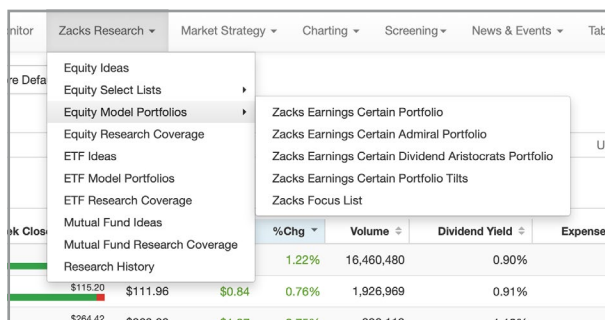 nitor Zacks Research Market Strategy Charting Screening News & Events Tab
Equity Ideas
re Defa Equity Select Lists
Equity Model Portfolios Zacks Earnings Certain Portfolio
Equity Research Coverage Zacks Earnings Certain Admiral Portfolio
ETF Ideas Zacks Earnings Certain Dividend Aristocrats Portfolio U
ETF Model Portfolios Zacks Earnings Certain Portfolio Tilts
ETF Research Coverage Zacks Focus List
Mutual Fund Ideas
ek Clos %Chg Volume Dividend Yield Expense
Mutual Fund Research Coverage
1.22% 16,460,480 0.90%
Research History
$115.20 $111.96 $0.84 0.76% 1,926,969 0.91%
$264.42